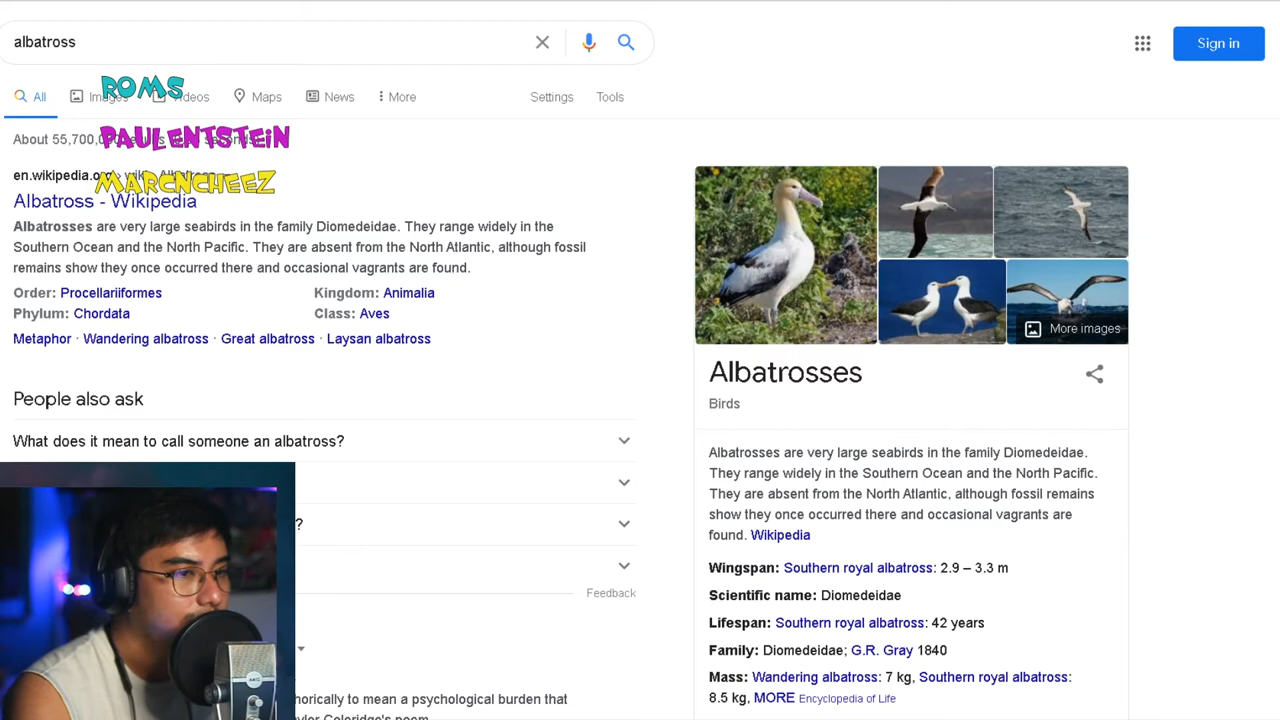 albatross
Sign in
ROMS
All
Maps
News
More
Settings
Tools
PAULENTSTEIN
About 55,700,0
MARCNCHEEZ
en.wikipedia.org
Albatross - Wikipedia
Albatrosses are very large seabirds in the family Diomedeidae. They range widely in the
Southern Ocean and the North Pacific. They are absent from the North Atlantic, although fossil
remains show they once occurred there and occasional vagrants are found.
Order: Procellariiformes
Kingdom: Animalia
Phylum: Chordata
Class: Aves
Metaphor · Wandering albatross · Great albatross · Laysan albatross
People also ask
What does it mean to call someone an albatross?
?
Feedback
horically to mean a psychological burden that
More images
Albatrosses
Birds
Albatrosses are very large seabirds in the family Diomedeidae.
They range widely in the Southern Ocean and the North Pacific.
They are absent from the North Atlantic, although fossil remains
show they once occurred there and occasional vagrants are
found. Wikipedia
Wingspan: Southern royal albatross: 2.9 – 3.3 m
Scientific name: Diomedeidae
Lifespan: Southern royal albatross: 42 years
Family: Diomedeidae; G.R. Gray 1840
Mass: Wandering albatross: 7 kg, Southern royal albatross:
8.5 kg, MORE Encyclopedia of Life
AKG